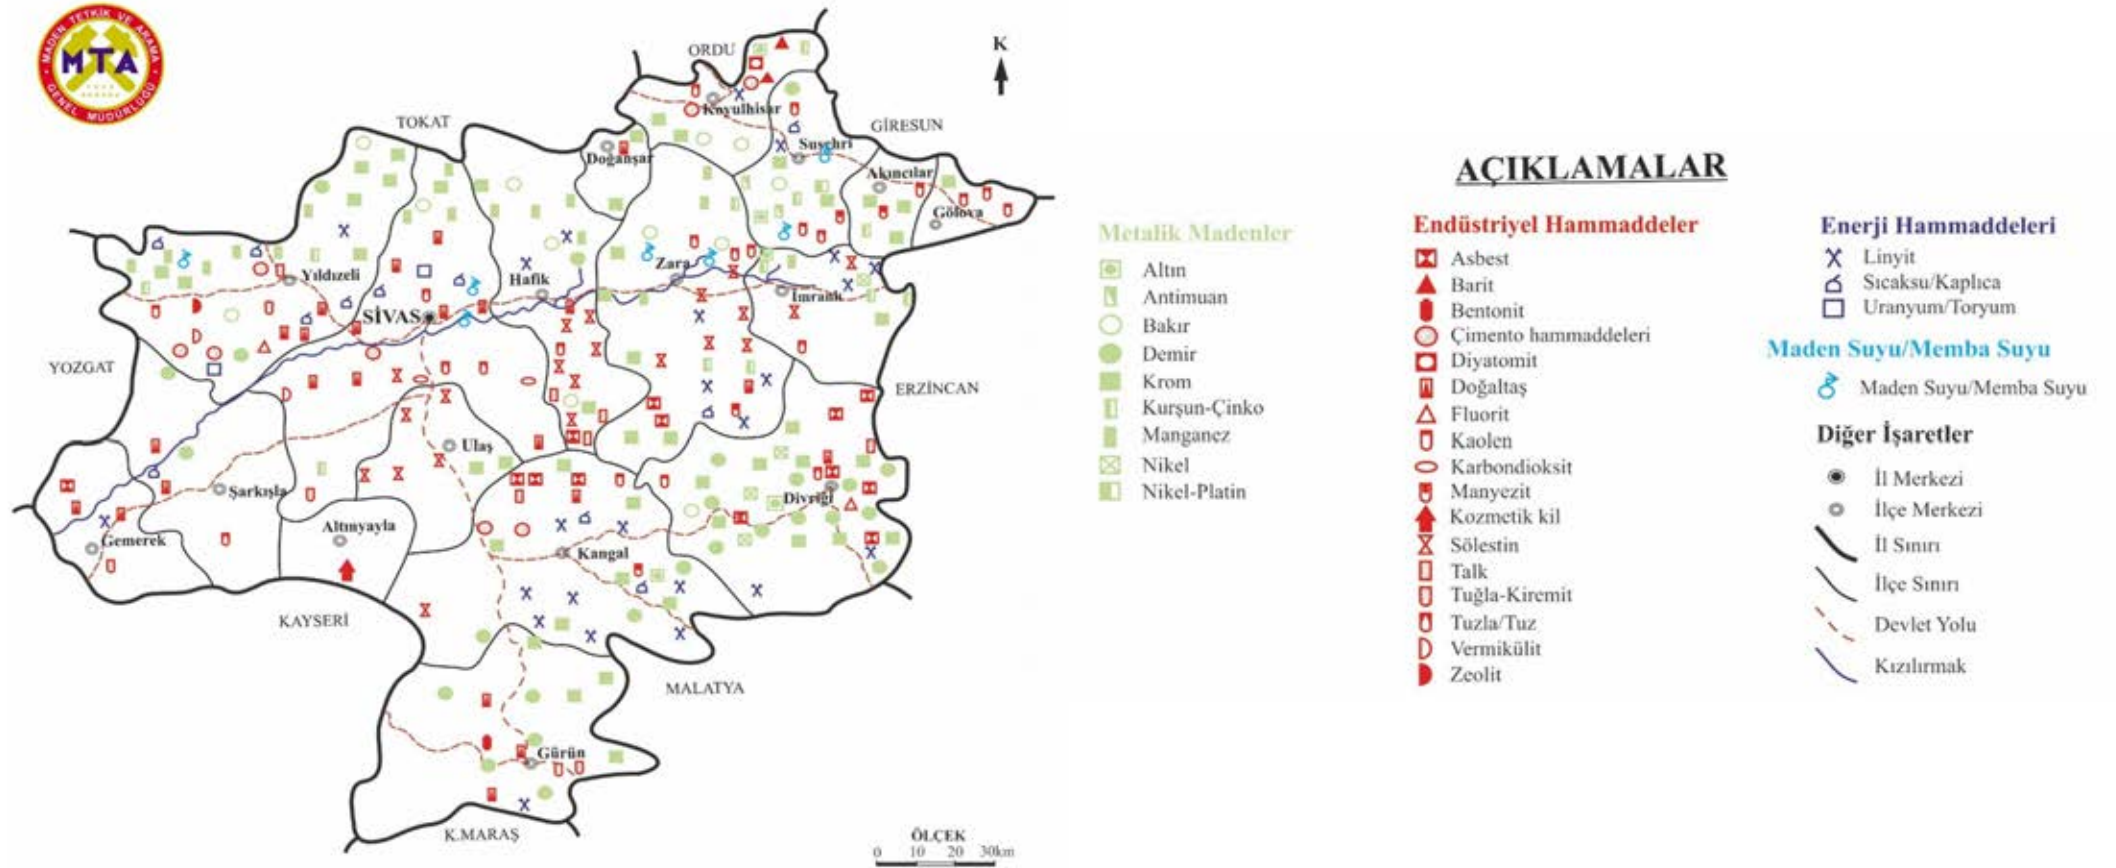 MADEN TETKİK VE ARAMA
MTA
GENEL MÜDÜRLÜĞÜ
ORDU
K
TOKAT
GİRESUN
Koyulhisar
Suşehri
Doğanşar
Akıncılar
Gölova
Yıldızeli
Hafik
Zara
İmranlı
SİVAS
YOZGAT
ERZİNCAN
Ulaş
Şarkışla
Divriği
Altınyayla
Gemerek
Kangal
KAYSERİ
MALATYA
Gürün
K.MARAŞ
ÖLÇEK
0 10 20 30km
AÇIKLAMALAR
Metalik Madenler
Altın
Antimuan
Bakır
Demir
Krom
Kurşun-Çinko
Manganez
Nikel
Nikel-Platin
Endüstriyel Hammaddeler
Asbest
Barit
Bentonit
Çimento hammaddeleri
Diyatomit
Doğaltaş
Fluorit
Kaolen
Karbondioksit
Manyezit
Kozmetik kil
Sölestin
Talk
Tuğla-Kiremit
Tuzla/Tuz
Vermikülit
Zeolit
Enerji Hammaddeleri
Linyit
Sıcaksu/Kaplıca
Uranyum/Toryum
Maden Suyu/Memba Suyu
Maden Suyu/Memba Suyu
Diğer İşaretler
İl Merkezi
İlçe Merkezi
İl Sınırı
İlçe Sınırı
Devlet Yolu
Kızılırmak